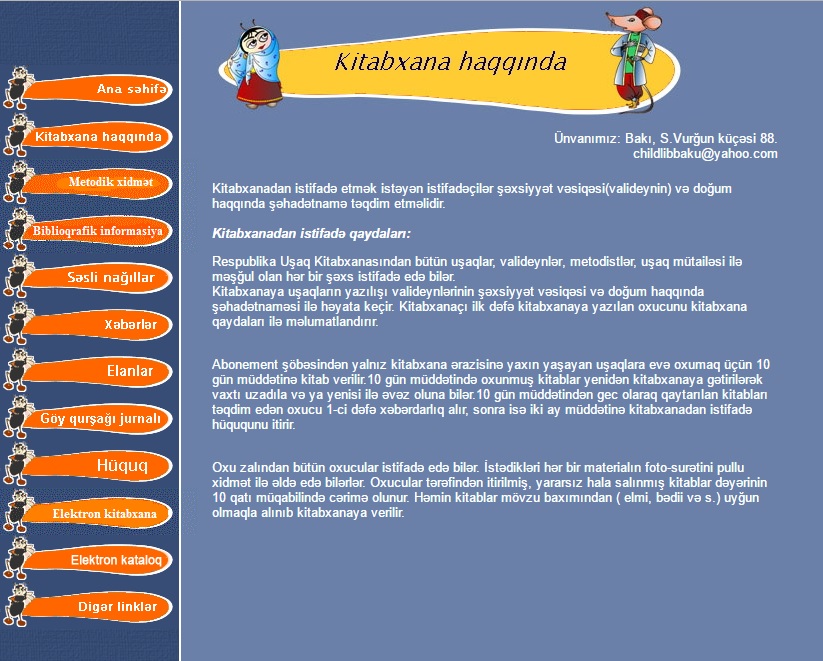 Kitabxana haqqında
Ana səhifə
Kitabxana haqqında
Metodik xidmət
Biblioqrafik informasiya
Səsli nağıllar
Xəbərlər
Elanlar
Göy qurşağı jurnalı
Hüquq
Elektron kitabxana
Elektron kataloq
Digər linklər
Ünvanımız: Bakı, S.Vurğun küçəsi 88.
childlibbaku@yahoo.com
Kitabxanadan istifadə etmək istəyən istifadəçilər şəxsiyyət vəsiqəsi(valideynin) və doğum
haqqında şəhadətnamə təqdim etməlidir.
Kitabxanadan istifadə qaydaları:
Respublika Uşaq Kitabxanasından bütün uşaqlar, valideynlər, metodistlər, uşaq mütailəsi ilə
məşğul olan hər bir şəxs istifadə edə bilər.
Kitabxanaya uşaqların yazılışı valideynlərinin şəxsiyyət vəsiqəsi və doğum haqqında
şəhadətnaməsi ilə həyata keçir. Kitabxanaçı ilk dəfə kitabxanaya yazılan oxucunu kitabxana
qaydaları ilə məlumatlandırır.
Abonement şöbəsindən yalnız kitabxana ərazisinə yaxın yaşayan uşaqlara evə oxumaq üçün 10
gün müddətinə kitab verilir.10 gün müddətində oxunmuş kitablar yenidən kitabxanaya gətirilərək
vaxtı uzadıla və ya yenisi ilə əvəz oluna bilər.10 gün müddətindən gec olaraq qaytarılan kitabları
təqdim edən oxucu 1-ci dəfə xəbərdarlıq alır, sonra isə iki ay müddətinə kitabxanadan istifadə
hüququnu itirir.
Oxu zalından bütün oxucular istifadə edə bilər. İstədikləri hər bir materialın foto-surətini pullu
xidmət ilə əldə edə bilərlər. Oxucular tərəfindən itirilmiş, yararsız hala salınmış kitablar dəyərinin
10 qatı müqabilində cərimə olunur. Həmin kitablar mövzu baxımından ( elmi, bədii və s.) uyğun
olmaqla alınıb kitabxanaya verilir.